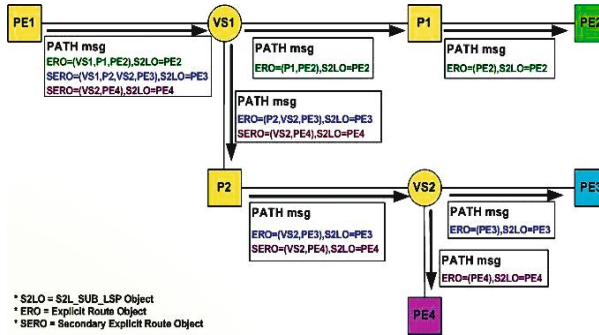 PE1
VS1
P1
PE2
PATH msg
ERO=(VS1,P1,PE2),S2LO=PE2
SERO=(VS1,P2,VS2,PE3),S2LO=PE3
SERO=(VS2,PE4),S2LO=PE4
PATH msg
ERO=(P1,PE2),S2LO=PE2
PATH msg
ERO=(PE2),S2LO=PE2
PATH msg
ERO=(P2,VS2,PE3),S2LO=PE3
SERO=(VS2,PE4),S2LO=PE4
P2
VS2
PE3
PATH msg
ERO=(VS2,PE3),S2LO=PE3
SERO=(VS2,PE4),S2LO=PE4
PATH msg
ERO=(PE3),S2LO=PE3
PATH msg
ERO=(PE4),S2LO=PE4
PE4
* S2LO = S2L_SUB_LSP Object
* ERO = Explicit Route Object
* SERO = Secondary Explicit Route Object